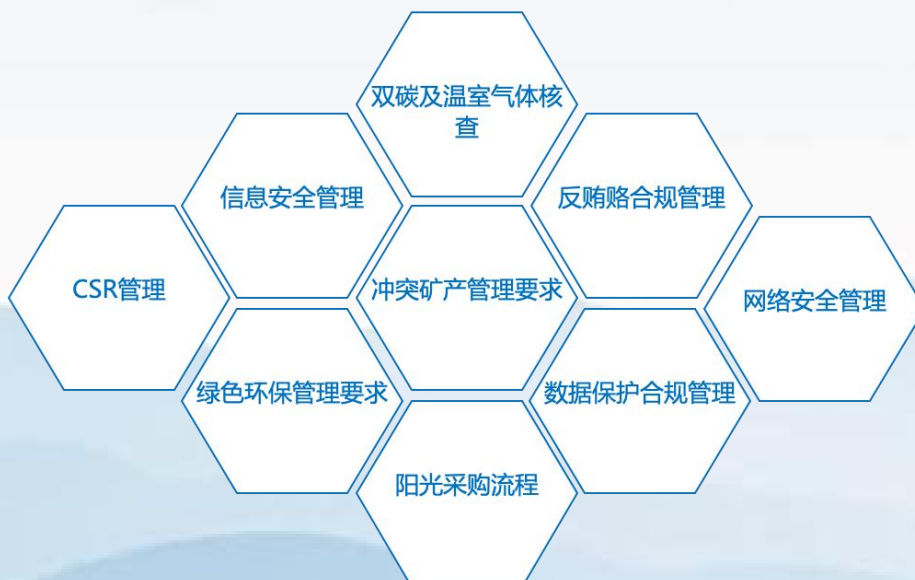 双碳及温室气体核
查
信息安全管理
反贿赂合规管理
CSR管理
冲突矿产管理要求
网络安全管理
绿色环保管理要求
数据保护合规管理
阳光采购流程